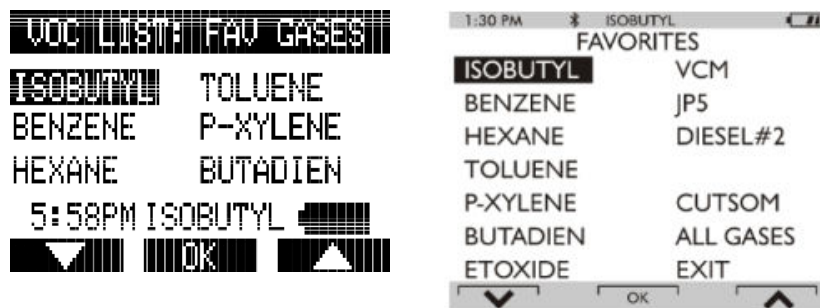 VOC LIST: FAV GASES
ISOBUTYL TOLUENE
BENZENE P-XYLENE
HEXANE BUTADIEN
5:58PM ISOBUTYL
OK
1:30 PM ISOBUTYL
FAVORITES
ISOBUTYL VCM
BENZENE JP5
HEXANE DIESEL#2
TOLUENE
P-XYLENE CUTSOM
BUTADIEN ALL GASES
ETOXIDE EXIT
OK